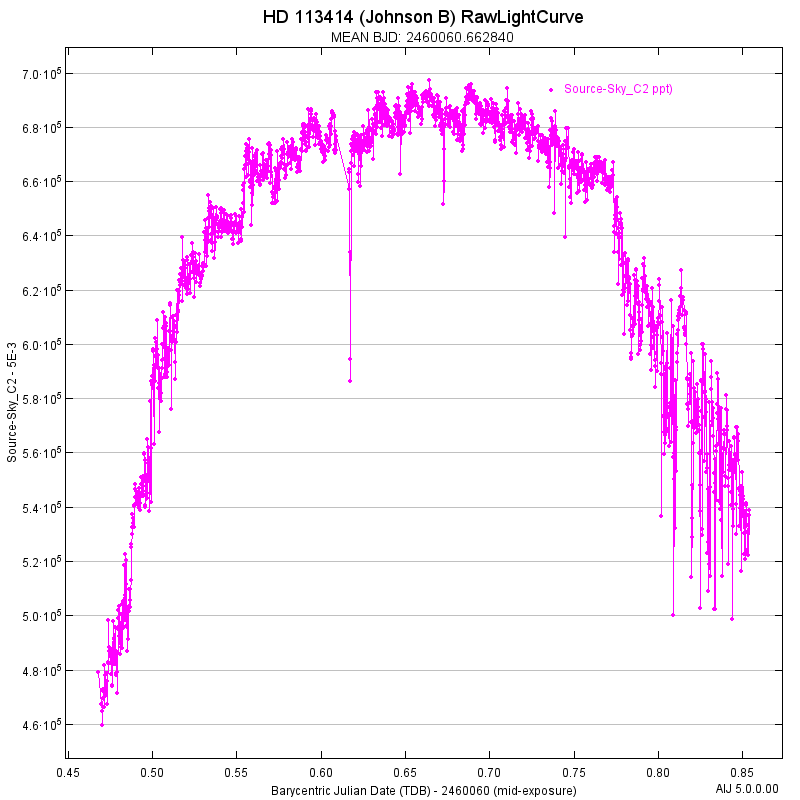 HD 113414 (Johnson B) RawLightCurve
MEAN BJD: 2460060.662840
Source-Sky_C2 ppt)
7.0·10⁵
6.8·10⁵
6.6·10⁵
6.4·10⁵
6.2·10⁵
6.0·10⁵
5.8·10⁵
5.6·10⁵
5.4·10⁵
5.2·10⁵
5.0·10⁵
4.8·10⁵
4.6·10⁵
Source-Sky_C2 - 5E-3
0.45 0.50 0.55 0.60 0.65 0.70 0.75 0.80 0.85
Barycentric Julian Date (TDB) - 2460060 (mid-exposure)
AIJ 5.0.0.00